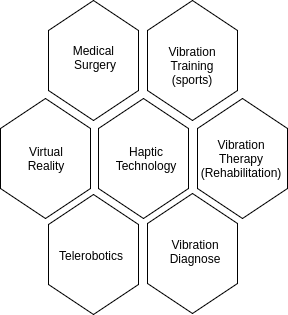 Medical
Surgery
Vibration
Training
(sports)
Virtual
Reality
Haptic
Technology
Vibration
Therapy
(Rehabilitation)
Telerobotics
Vibration
Diagnose